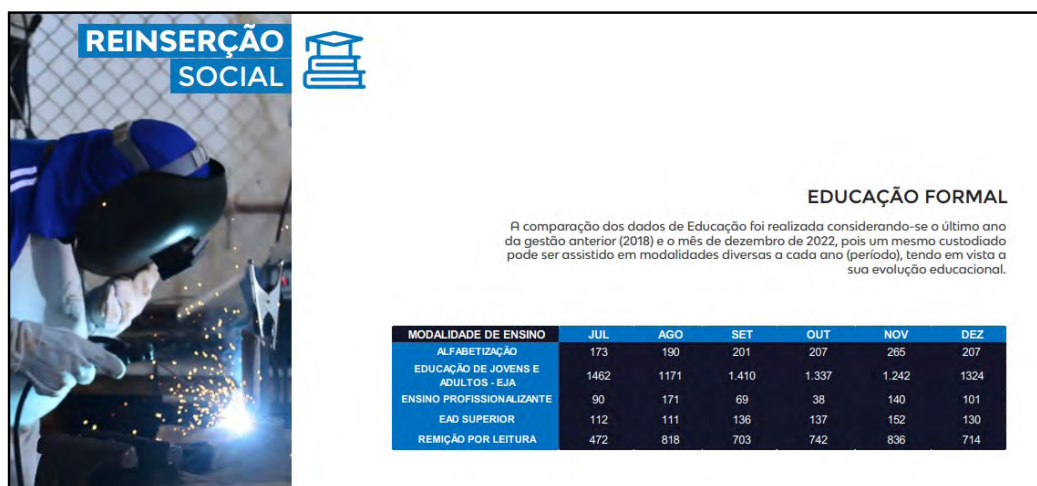 REINSERÇÃO
SOCIAL
EDUCAÇÃO FORMAL
A comparação dos dados de Educação foi realizada considerando-se o último ano
da gestão anterior (2018) e o mês de dezembro de 2022, pois um mesmo custodiado
pode ser assistido em modalidades diversas a cada ano (período), tendo em vista a
sua evolução educacional.
MODALIDADE DE ENSINO JUL AGO SET OUT NOV DEZ
ALFABETIZAÇÃO 173 190 201 207 265 207
EDUCAÇÃO DE JOVENS E
ADULTOS - EJA 1462 1171 1.410 1.337 1.242 1324
ENSINO PROFISSIONALIZANTE 90 171 69 38 140 101
EAD SUPERIOR 112 111 136 137 152 130
REMIÇÃO POR LEITURA 472 818 703 742 836 714